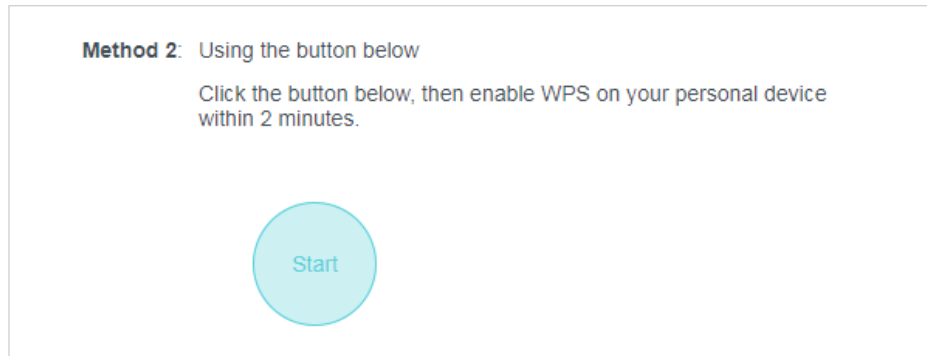 Method 2: Using the button below
Click the button below, then enable WPS on your personal device
within 2 minutes.
Start